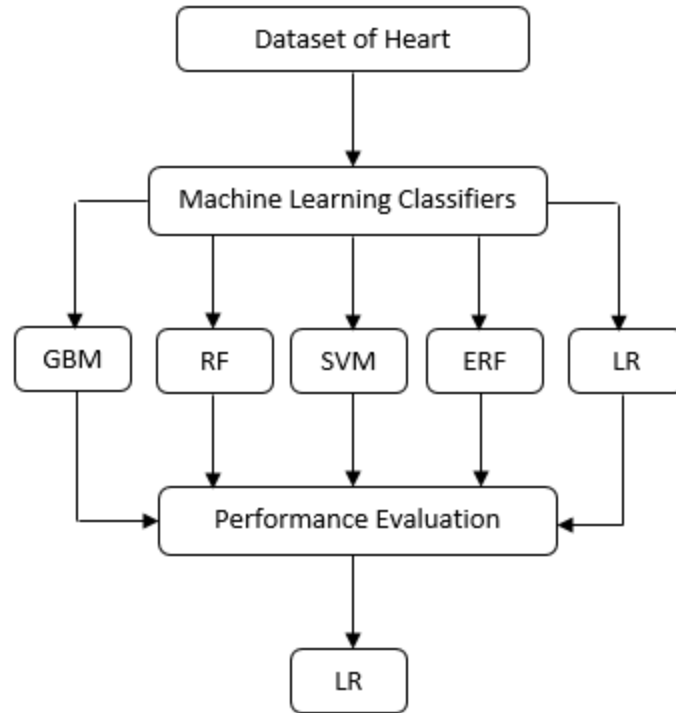 Dataset of Heart
Machine Learning Classifiers
GBM
RF
SVM
ERF
LR
Performance Evaluation
LR